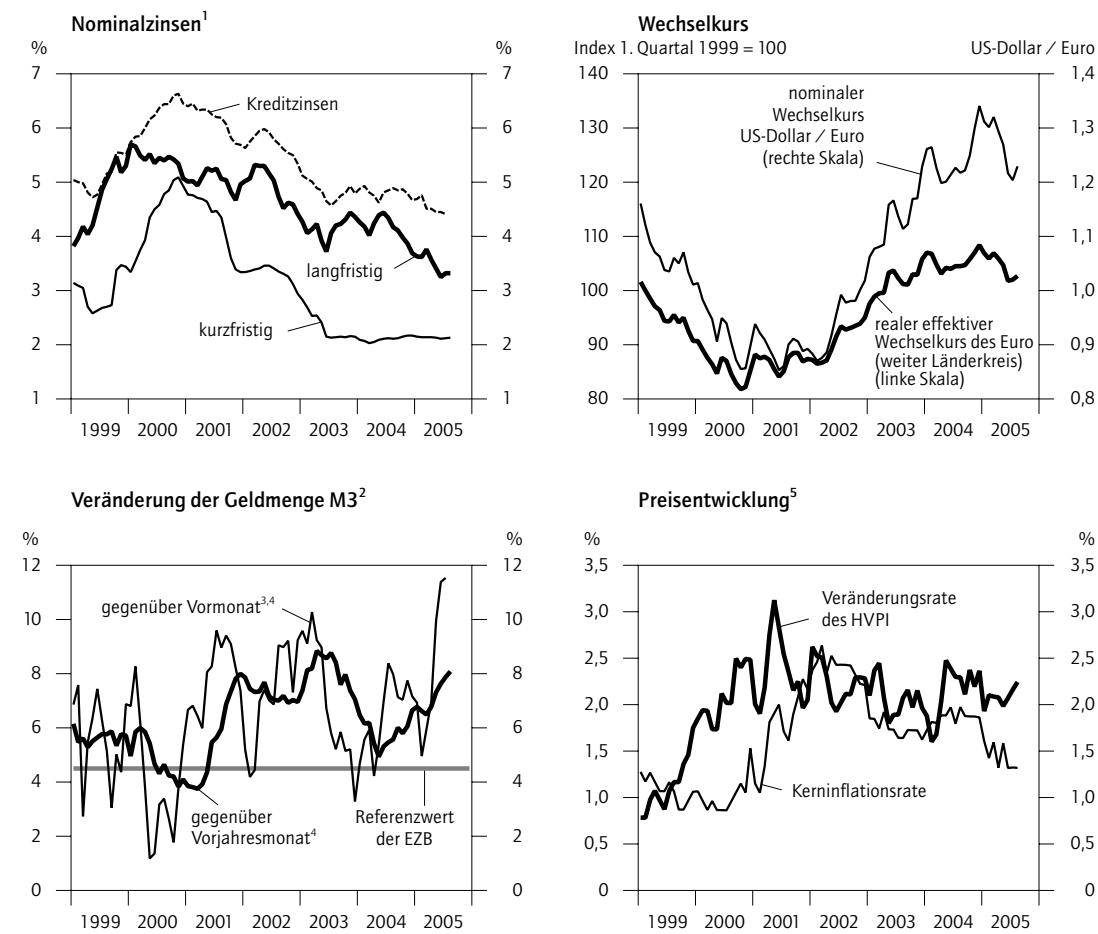 Nominalzinsen1
% %
7 7
6 6
5 5
4 4
3 3
2 2
1 1
Kreditzinsen
langfristig
kurzfristig
1999 2000 2001 2002 2003 2004 2005
Wechselkurs
Index 1. Quartal 1999 = 100 US-Dollar / Euro
140 1,4
130 1,3
120 1,2
110 1,1
100 1,0
90 0,9
80 0,8
nominaler
Wechselkurs
US-Dollar / Euro
(rechte Skala)
realer effektiver
Wechselkurs des Euro
(weiter Länderkreis)
(linke Skala)
1999 2000 2001 2002 2003 2004 2005
Veränderung der Geldmenge M32
% %
12 12
10 10
8 8
6 6
4 4
2 2
0 0
gegenüber Vormonat3,4
gegenüber
Vorjahresmonat4
Referenzwert
der EZB
1999 2000 2001 2002 2003 2004 2005
Preisentwicklung5
% %
3,5 3,5
3,0 3,0
2,5 2,5
2,0 2,0
1,5 1,5
1,0 1,0
0,5 0,5
0 0
Veränderungsrate
des HVPI
Kerninflationsrate
1999 2000 2001 2002 2003 2004 2005